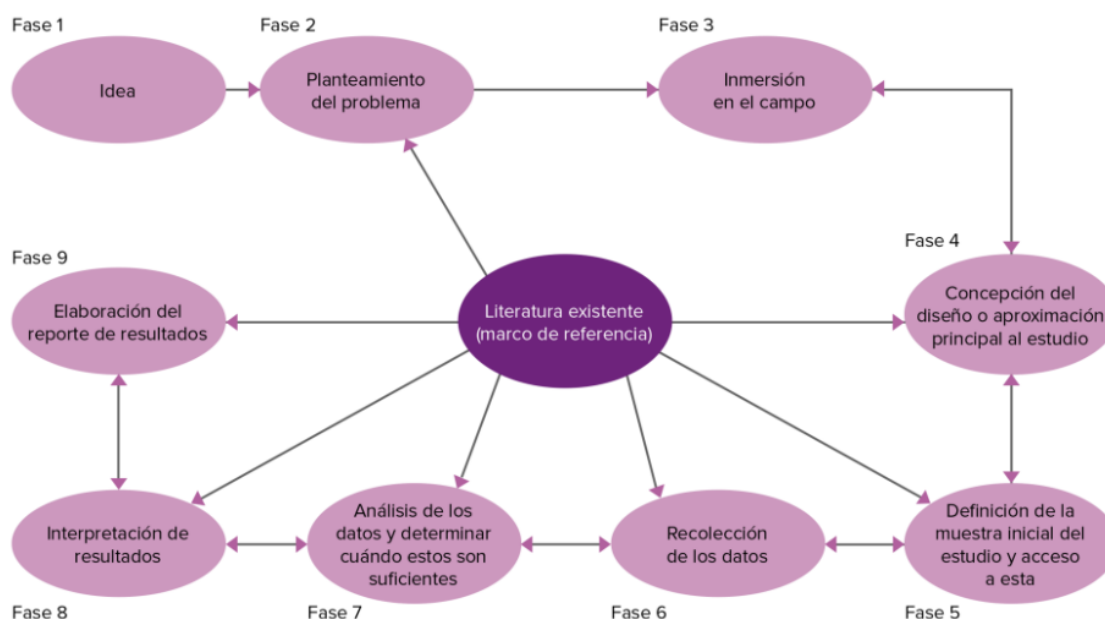 Fase 1
Idea
Fase 2
Planteamiento
del problema
Fase 3
Inmersión
en el campo
Fase 4
Concepción del
diseño o aproximación
principal al estudio
Fase 9
Elaboración del
reporte de resultados
Literatura existente
(marco de referencia)
Interpretación de
resultados
Fase 8
Análisis de los
datos y determinar
cuándo estos son
suficientes
Fase 7
Recolección
de los datos
Fase 6
Definición de la
muestra inicial del
estudio y acceso
a esta
Fase 5